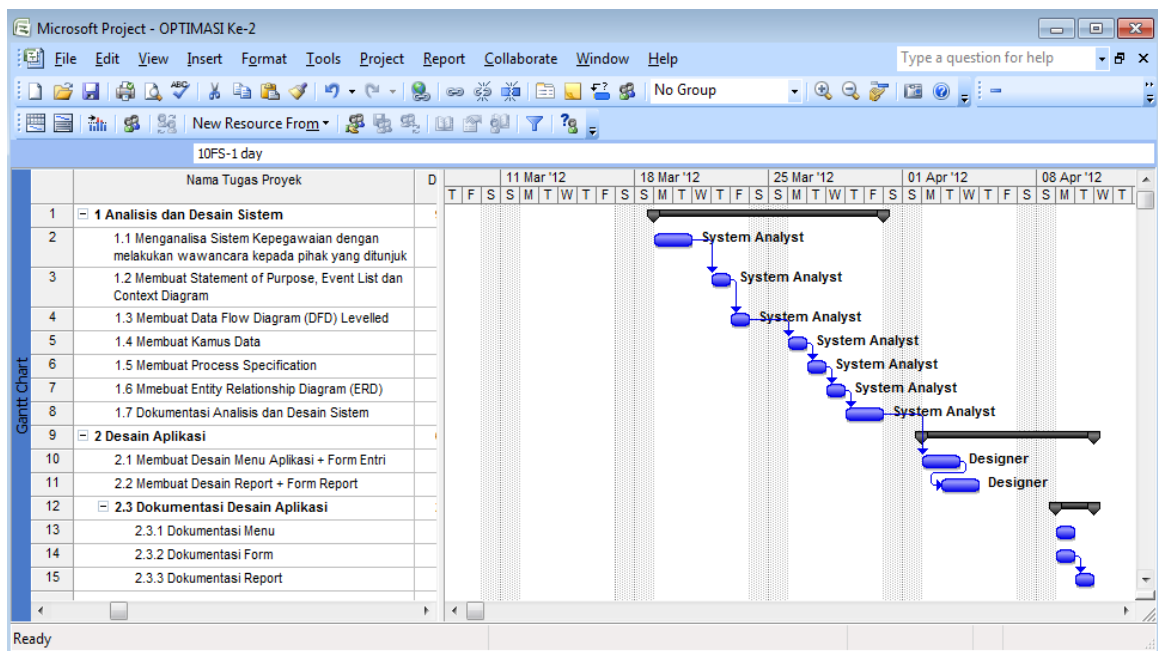 Microsoft Project - OPTIMASI Ke-2
File Edit View Insert Format Tools Project Report Collaborate Window Help Type a question for help
No Group
New Resource From
10FS-1 day
Nama Tugas Proyek D 11 Mar '12 18 Mar '12 25 Mar '12 01 Apr '12 08 Apr '12
T F S S M T W T F S S M T W T F S S M T W T F S S M T W T F S S M T W T
1 1 Analisis dan Desain Sistem
2 1.1 Menganalisa Sistem Kepegawaian dengan System Analyst
melakukan wawancara kepada pihak yang ditunjuk
3 1.2 Membuat Statement of Purpose, Event List dan System Analyst
Context Diagram
4 1.3 Membuat Data Flow Diagram (DFD) Levelled System Analyst
5 1.4 Membuat Kamus Data System Analyst
6 1.5 Membuat Process Specification System Analyst
7 1.6 Mmebuat Entity Relationship Diagram (ERD) System Analyst
8 1.7 Dokumentasi Analisis dan Desain Sistem System Analyst
9 2 Desain Aplikasi
10 2.1 Membuat Desain Menu Aplikasi + Form Entri Designer
11 2.2 Membuat Desain Report + Form Report Designer
12 2.3 Dokumentasi Desain Aplikasi
13 2.3.1 Dokumentasi Menu
14 2.3.2 Dokumentasi Form
15 2.3.3 Dokumentasi Report
Gantt Chart
Ready